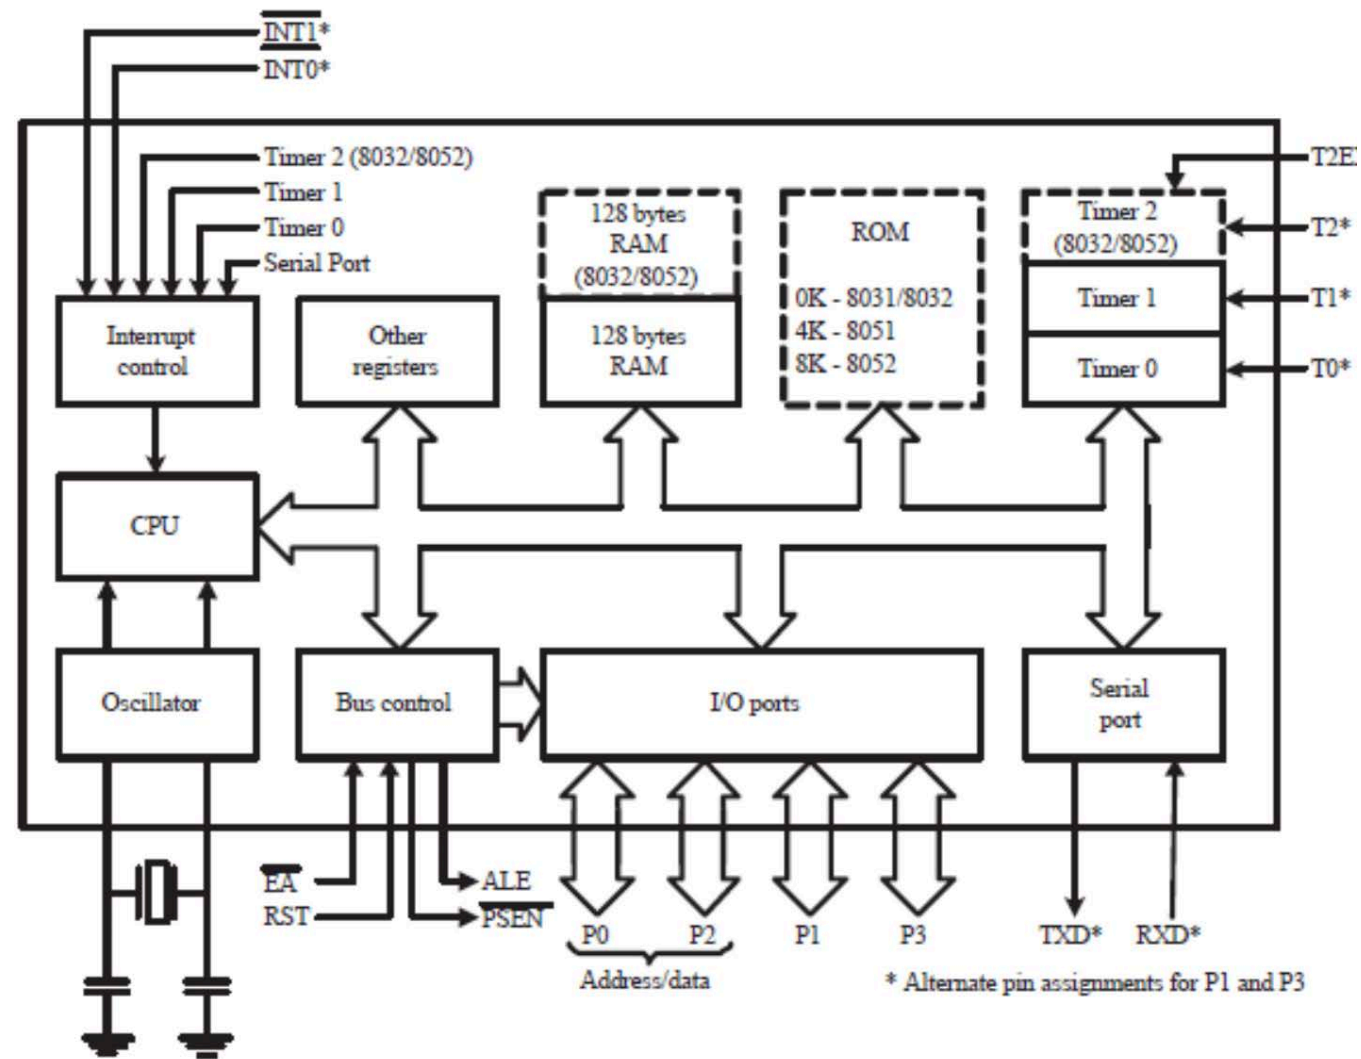 INT1*
INT0*
Timer 2 (8032/8052)
Timer 1
Timer 0
Serial Port
T2E
T2*
T1*
T0*
128 bytes
RAM
(8032/8052)
128 bytes
RAM
ROM
0K - 8031/8032
4K - 8051
8K - 8052
Timer 2
(8032/8052)
Timer 1
Timer 0
Interrupt
control
Other
registers
CPU
Oscillator
Bus control
I/O ports
Serial
port
EA
RST
ALE
PSEN
P0
P2
P1
P3
TXD*
RXD*
Address/data
* Alternate pin assignments for P1 and P3